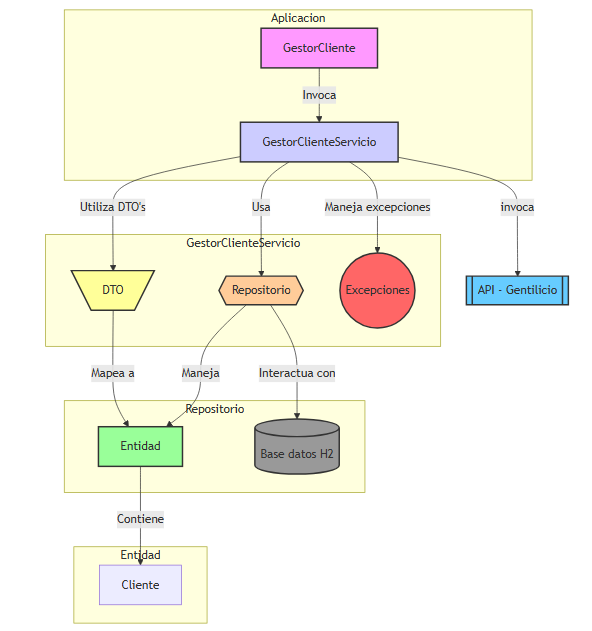 Aplicacion
GestorCliente
Invoca
GestorClienteServicio
Utiliza DTO's
Usa
Maneja excepciones
invoca
GestorClienteServicio
DTO
Repositorio
Excepciones
API - Gentilicio
Mapea a
Maneja
Interactua con
Repositorio
Entidad
Base datos H2
Contiene
Entidad
Cliente